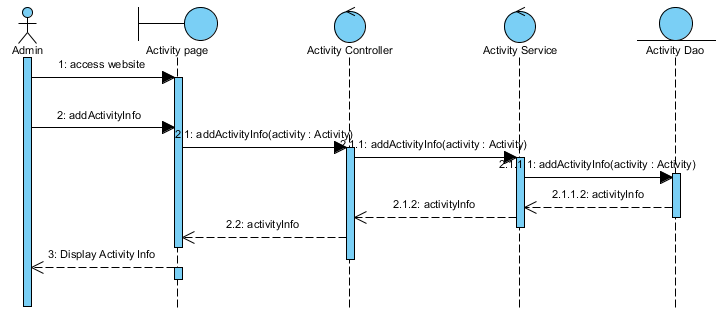 Admin
Activity page
Activity Controller
Activity Service
Activity Dao
1: access website
2: addActivityInfo
2.1: addActivityInfo(activity : Activity)
2.1.1: addActivityInfo(activity : Activity)
2.1.1.1: addActivityInfo(activity : Activity)
2.1.1.2: activityInfo
2.1.2: activityInfo
2.2: activityInfo
3: Display Activity Info